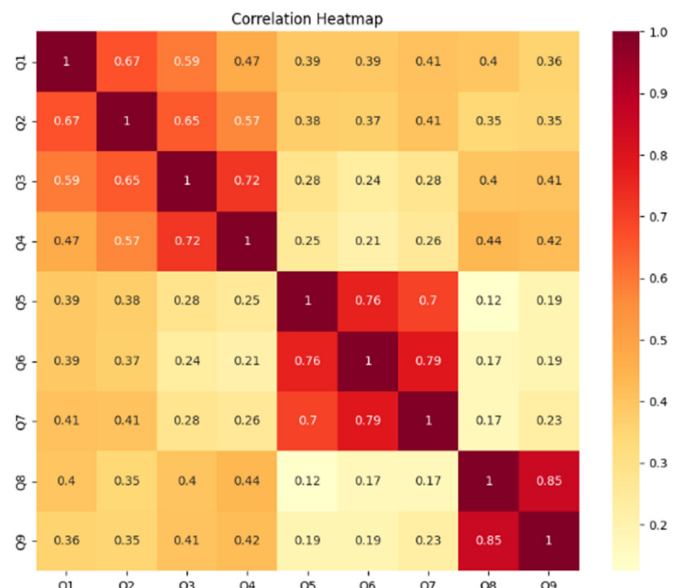 Correlation Heatmap
Q1 1 0.67 0.59 0.47 0.39 0.39 0.41 0.4 0.36
Q2 0.67 1 0.65 0.57 0.38 0.37 0.41 0.35 0.35
Q3 0.59 0.65 1 0.72 0.28 0.24 0.28 0.4 0.41
Q4 0.47 0.57 0.72 1 0.25 0.21 0.26 0.44 0.42
Q5 0.39 0.38 0.28 0.25 1 0.76 0.7 0.12 0.19
Q6 0.39 0.37 0.24 0.21 0.76 1 0.79 0.17 0.19
Q7 0.41 0.41 0.28 0.26 0.7 0.79 1 0.17 0.23
Q8 0.4 0.35 0.4 0.44 0.12 0.17 0.17 1 0.85
Q9 0.36 0.35 0.41 0.42 0.19 0.19 0.23 0.85 1
Q1 Q2 Q3 Q4 Q5 Q6 Q7 Q8 Q9
1.0
0.9
0.8
0.7
0.6
0.5
0.4
0.3
0.2